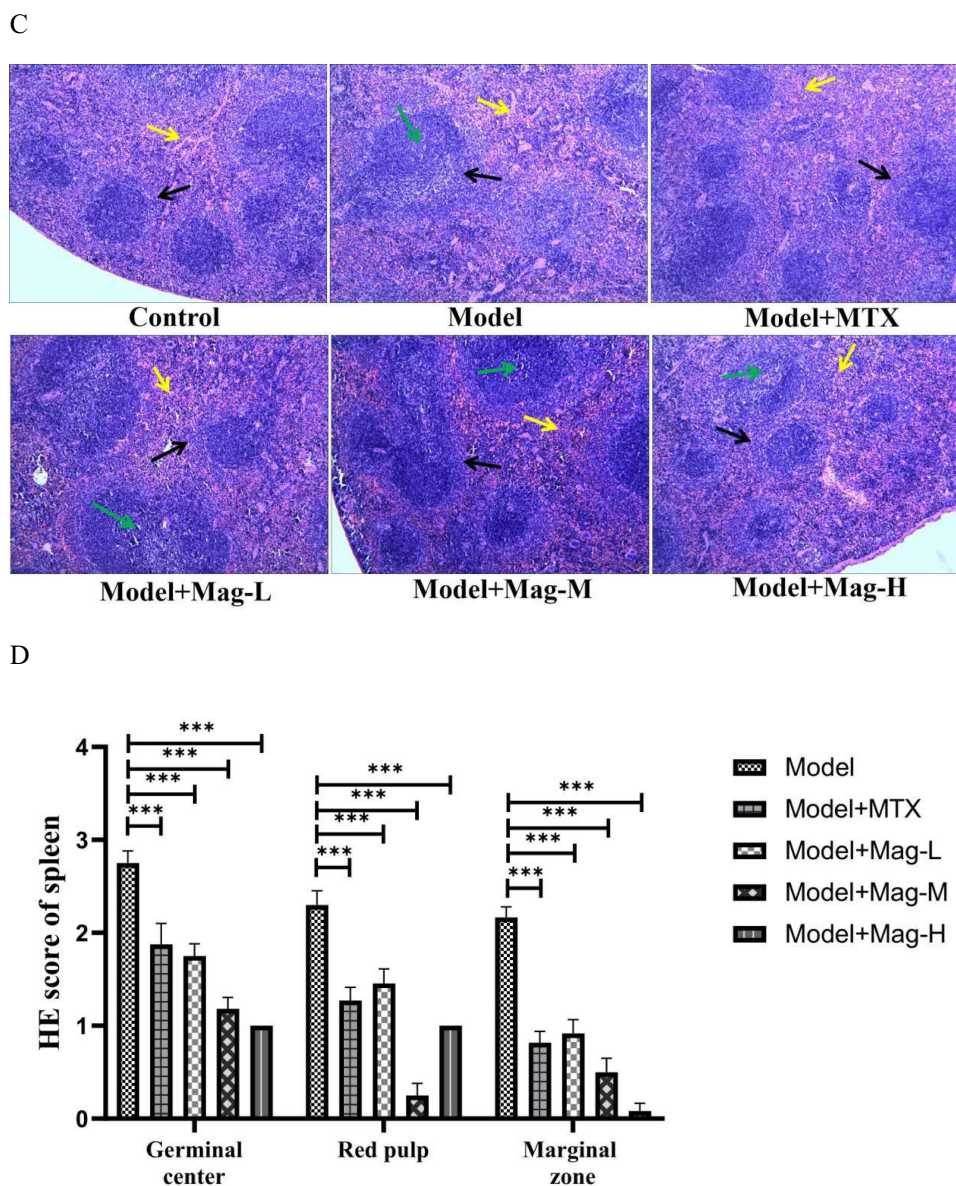 C
Control
Model
Model+MTX
Model+Mag-L
Model+Mag-M
Model+Mag-H
D
HE score of spleen
4
3
2
1
0
***
***
***
***
***
***
***
***
***
***
***
***
Germinal
center
Red pulp
Marginal
zone
Model
Model+MTX
Model+Mag-L
Model+Mag-M
Model+Mag-H